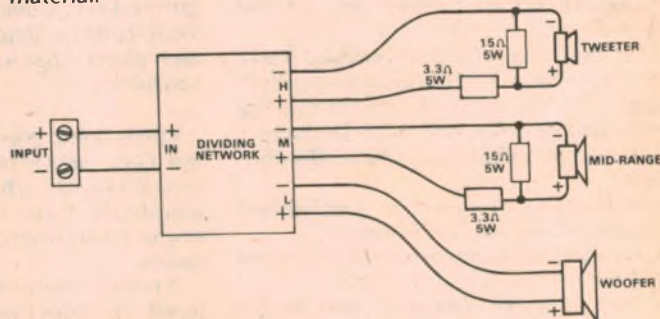 material.
15Ω
5W
TWEETER
3.3Ω
5W
H
INPUT
IN
DIVIDING
NETWORK
M
15Ω
5W
MID-RANGE
3.3Ω
5W
L
WOOFER